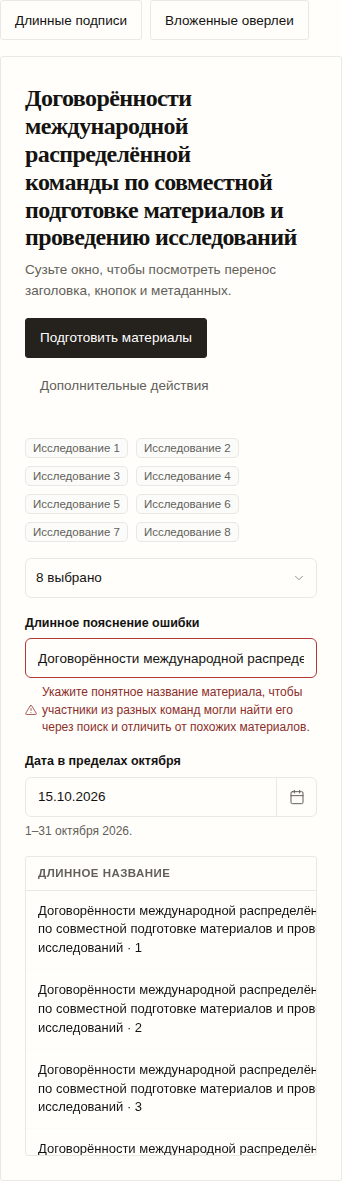 Длинные подписи
Вложенные оверлеи
Договорённости
международной
распределённой
команды по совместной
подготовке материалов и
проведению исследований
Сузьте окно, чтобы посмотреть перенос
заголовка, кнопок и метаданных.
Подготовить материалы
Дополнительные действия
Исследование 1
Исследование 2
Исследование 3
Исследование 4
Исследование 5
Исследование 6
Исследование 7
Исследование 8
8 выбрано
Длинное пояснение ошибки
Договорённости международной распреде
Укажите понятное название материала, чтобы
участники из разных команд могли найти его
через поиск и отличить от похожих материалов.
Дата в пределах октября
15.10.2026
1–31 октября 2026.
ДЛИННОЕ НАЗВАНИЕ
Договорённости международной распределён
по совместной подготовке материалов и пров
исследований · 1
Договорённости международной распределён
по совместной подготовке материалов и пров
исследований · 2
Договорённости международной распределён
по совместной подготовке материалов и пров
исследований · 3
Договорённости международной распределён